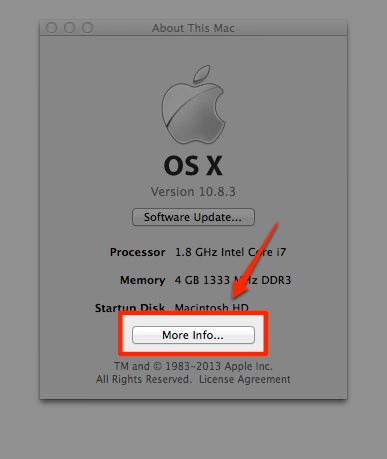 About This Mac
OS X
Version 10.8.3
Software Update...
Processor 1.8 GHz Intel Core i7
Memory 4 GB 1333 MHz DDR3
Startup Disk Macintosh HD
More Info...
TM and © 1983-2013 Apple Inc.
All Rights Reserved. License Agreement